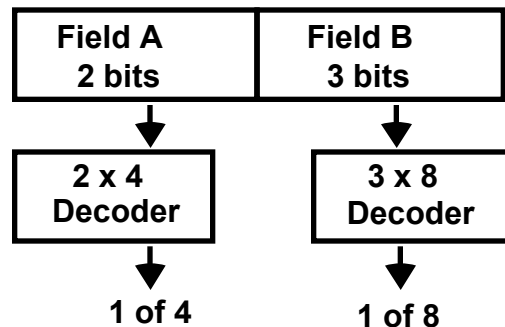 Field A
2 bits
Field B
3 bits
2 x 4
Decoder
3 x 8
Decoder
1 of 4
1 of 8